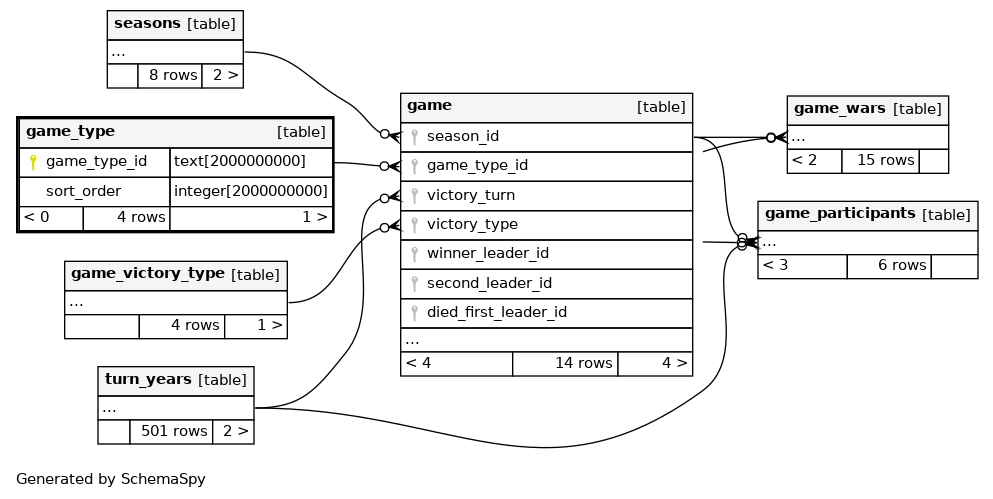 seasons [table]
...
8 rows 2 >
game_type [table]
game_type_id text[2000000000]
sort_order integer[2000000000]
< 0 4 rows 1 >
game_victory_type [table]
...
4 rows 1 >
turn_years [table]
...
501 rows 2 >
game [table]
season_id
game_type_id
victory_turn
victory_type
winner_leader_id
second_leader_id
died_first_leader_id
...
< 4 14 rows 4 >
game_wars [table]
...
< 2 15 rows
game_participants [table]
...
< 3 6 rows
Generated by SchemaSpy